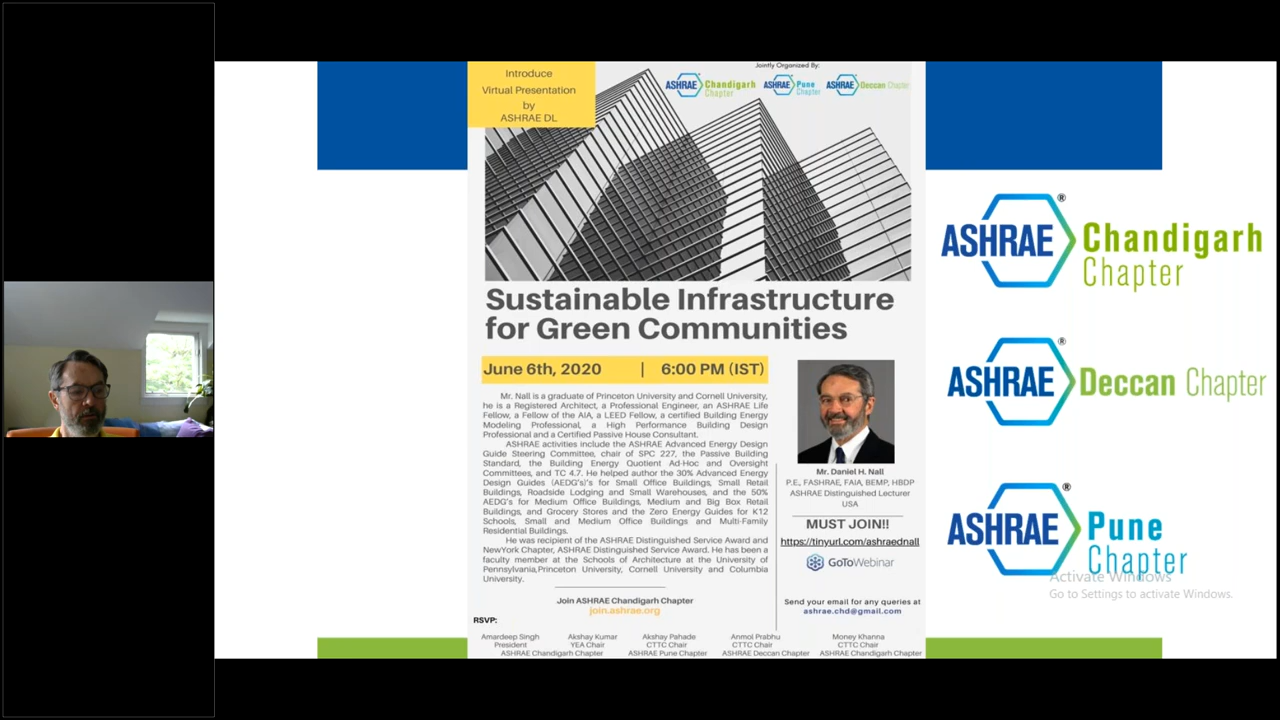 Introduce
Virtual Presentation
by
ASHRAE DL
Jointly Organized By:
ASHRAE® Chandigarh Chapter
ASHRAE® Pune Chapter
ASHRAE® Deccan Chapter
Sustainable Infrastructure
for Green Communities
June 6th, 2020 | 6:00 PM (IST)
Mr. Nall is a graduate of Princeton University and Cornell University,
he is a Registered Architect, a Professional Engineer, an ASHRAE Life
Fellow, a Fellow of the AIA, a LEED Fellow, a certified Building Energy
Modeling Professional, a High Performance Building Design
Professional and a Certified Passive House Consultant.
ASHRAE activities include the ASHRAE Advanced Energy Design
Guide Steering Committee, chair of SPC 227, the Passive Building
Standard, the Building Energy Quotient Ad-Hoc and Oversight
Committees, and TC 4.7. He helped author the 30% Advanced Energy
Design Guides (AEDG's)'s for Small Office Buildings, Small Retail
Buildings, Roadside Lodging and Small Warehouses, and the 50%
AEDG's for Medium Office Buildings, Medium and Big Box Retail
Buildings, and Grocery Stores and the Zero Energy Guides for K12
Schools, Small and Medium Office Buildings and Multi-Family
Residential Buildings.
He was recipient of the ASHRAE Distinguished Service Award and
NewYork Chapter, ASHRAE Distinguished Service Award. He has been a
faculty member at the Schools of Architecture at the University of
Pennsylvania,Princeton University, Cornell University and Columbia
University.
Join ASHRAE Chandigarh Chapter
join.ashrae.org
Mr. Daniel H. Nall
P.E., FASHRAE, FAIA, BEMP, HBDP
ASHRAE Distinguished Lecturer
USA
MUST JOIN!!
https://tinyurl.com/ashraednall
GoToWebinar
Send your email for any queries at
ashrae.chd@gmail.com
RSVP:
Amardeep Singh Akshay Kumar Akshay Pahade Anmol Prabhu Money Khanna
President YEA Chair CTTC Chair CTTC Chair CTTC Chair
ASHRAE Chandigarh Chapter ASHRAE Pune Chapter ASHRAE Deccan Chapter ASHRAE Chandigarh Chapter
ASHRAE® Chandigarh
Chapter
ASHRAE® Deccan Chapter
ASHRAE® Pune
Chapter
Activate Windows
Go to Settings to activate Windows.